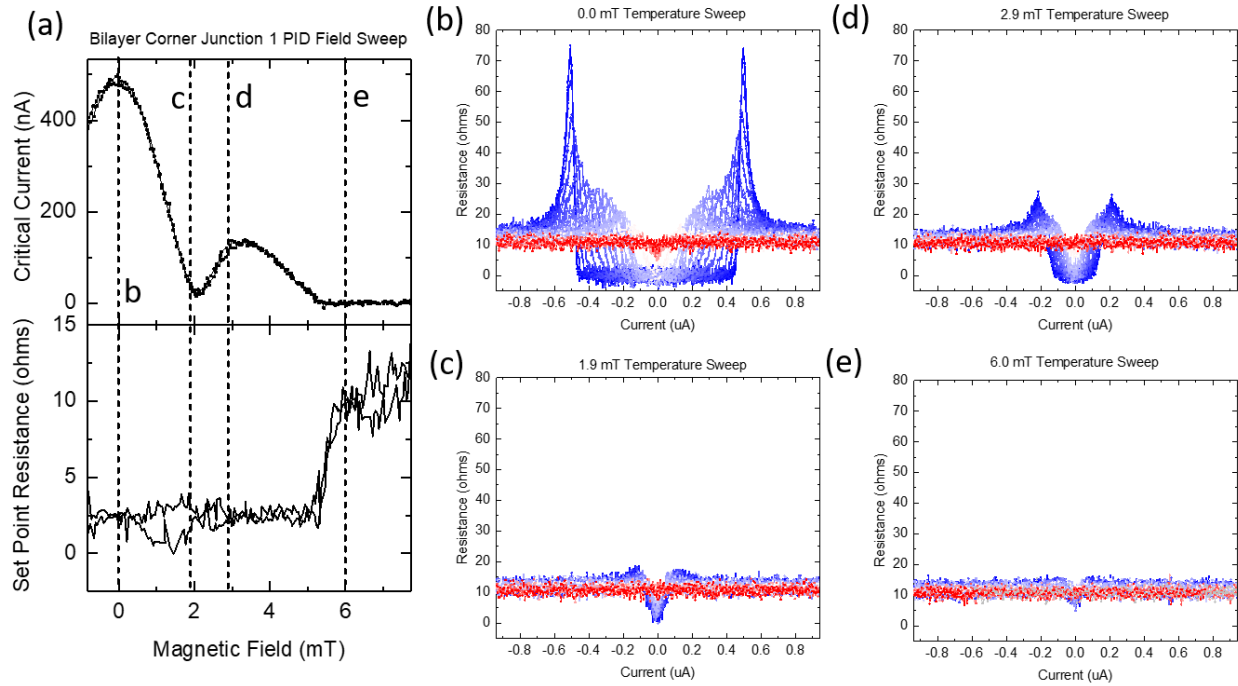 (a)
Bilayer Corner Junction 1 PID Field Sweep
Critical Current (nA)
400
200
0
b
c
d
e
Set Point Resistance (ohms)
15
10
5
0
0 2 4 6
Magnetic Field (mT)
(b)
0.0 mT Temperature Sweep
Resistance (ohms)
80
70
60
50
40
30
20
10
0
-0.8 -0.6 -0.4 -0.2 0.0 0.2 0.4 0.6 0.8
Current (uA)
(c)
1.9 mT Temperature Sweep
Resistance (ohms)
80
70
60
50
40
30
20
10
0
-0.8 -0.6 -0.4 -0.2 0.0 0.2 0.4 0.6 0.8
Current (uA)
(d)
2.9 mT Temperature Sweep
Resistance (ohms)
80
70
60
50
40
30
20
10
0
-0.8 -0.6 -0.4 -0.2 0.0 0.2 0.4 0.6 0.8
Current (uA)
(e)
6.0 mT Temperature Sweep
Resistance (ohms)
80
70
60
50
40
30
20
10
0
-0.8 -0.6 -0.4 -0.2 0.0 0.2 0.4 0.6 0.8
Current (uA)